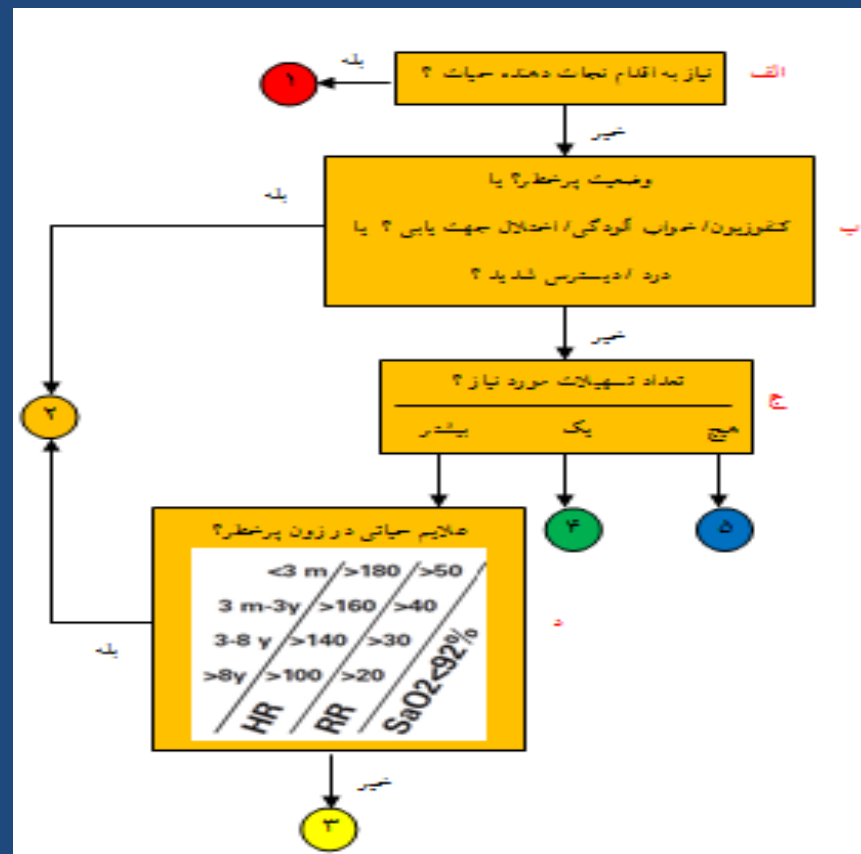 الف
نیاز به اقدام نجات دهنده حیات ؟
بله
۱
خیر
ب
وضعیت پرخطر؟ یا
کنفوزیون/ خواب آلودگی/ اختلال جهت یابی ؟ یا
درد /دیسترس شدید ؟
بله
۲
خیر
ج
تعداد تسهیلات مورد نیاز ؟
هیچ یک بیشتر
۵
۴
د
علایم حیاتی در زون پرخطر؟
<3 m >180 >50
3 m-3y >160 >40
3-8 y >140 >30
>8y >100 >20
HR RR SaO2<92%
بله
خیر
۳